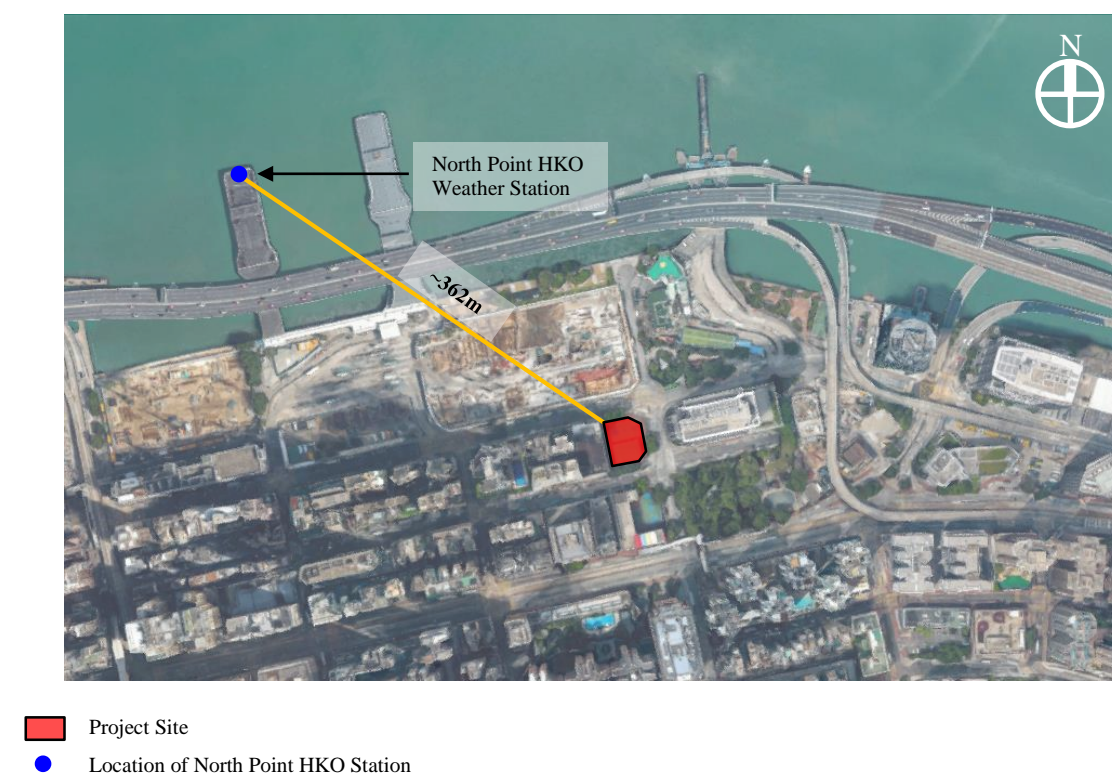 N
North Point HKO
Weather Station
~362m
Project Site
Location of North Point HKO Station